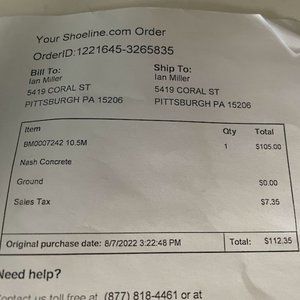 Your Shoeline.com Order
OrderID:1221645-3265835
Bill To:
Ian Miller
5419 CORAL ST
PITTSBURGH PA 15206
Ship To:
Ian Miller
5419 CORAL ST
PITTSBURGH PA 15206
Item Qty Total
BM0007242 10.5M 1 $105.00
Nash Concrete
Ground $0.00
Sales Tax $7.35
Original purchase date: 8/7/2022 3:22:48 PM Total: $112.35
Need help?
Contact us toll free at (877) 818-4461 or at